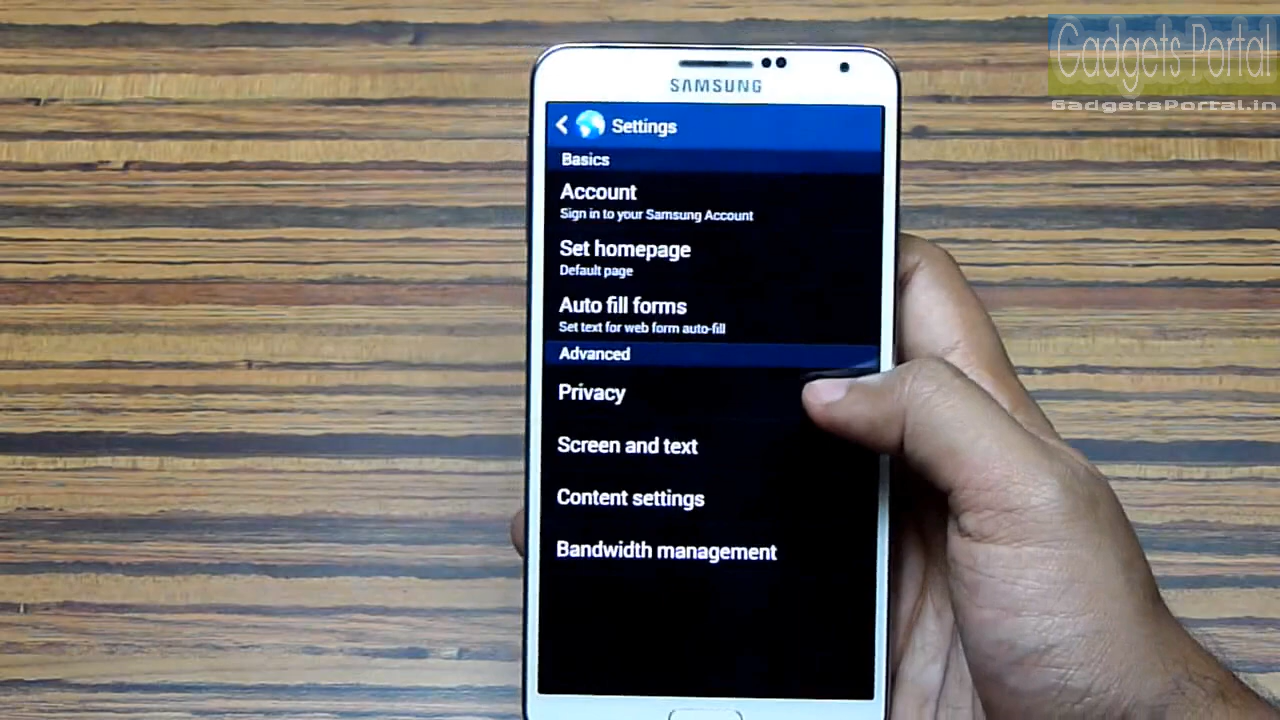 Gadgets Portal
GadgetsPortal.in
SAMSUNG
Settings
Basics
Account
Sign in to your Samsung Account
Set homepage
Default page
Auto fill forms
Set text for web form auto-fill
Advanced
Privacy
Screen and text
Content settings
Bandwidth management